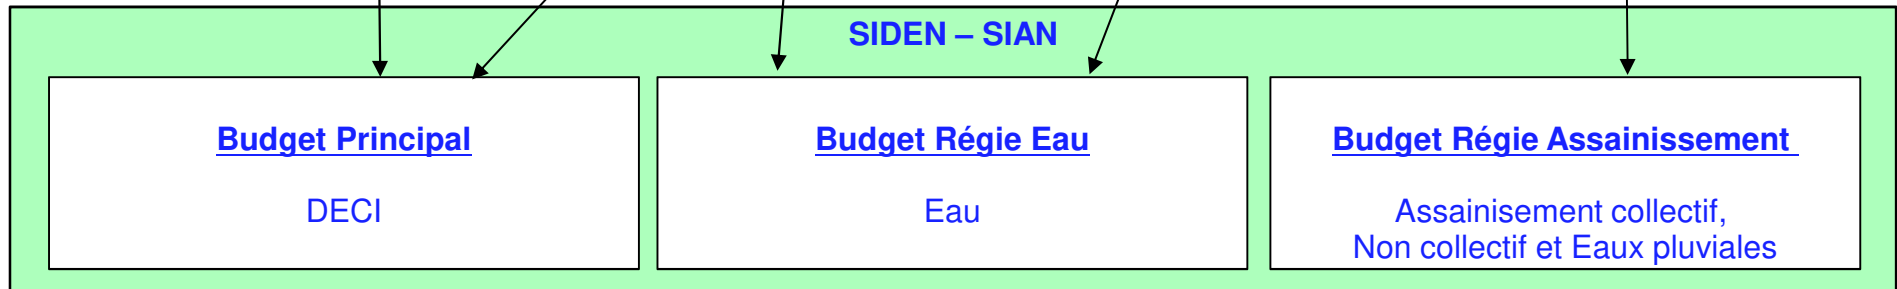 SIDEN – SIAN
Budget Principal
DECI
Budget Régie Eau
Eau
Budget Régie Assainissement
Assainisement collectif,
Non collectif et Eaux pluviales